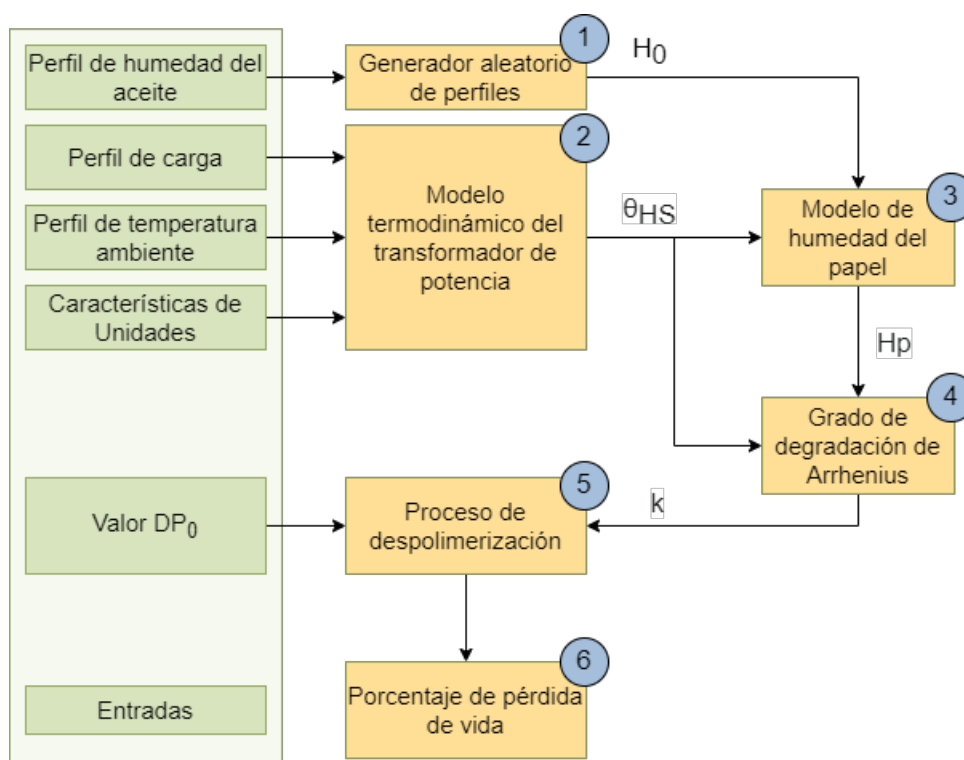 Perfil de humedad del
aceite
Generador aleatorio
de perfiles
1
H0
Perfil de carga
Perfil de temperatura
ambiente
Características de
Unidades
Modelo
termodinámico del
transformador de
potencia
2
θHS
Modelo de
humedad del
papel
3
Hp
Grado de
degradación de
Arrhenius
4
k
Valor DP0
Proceso de
despolimerización
5
Entradas
Porcentaje de pérdida
de vida
6